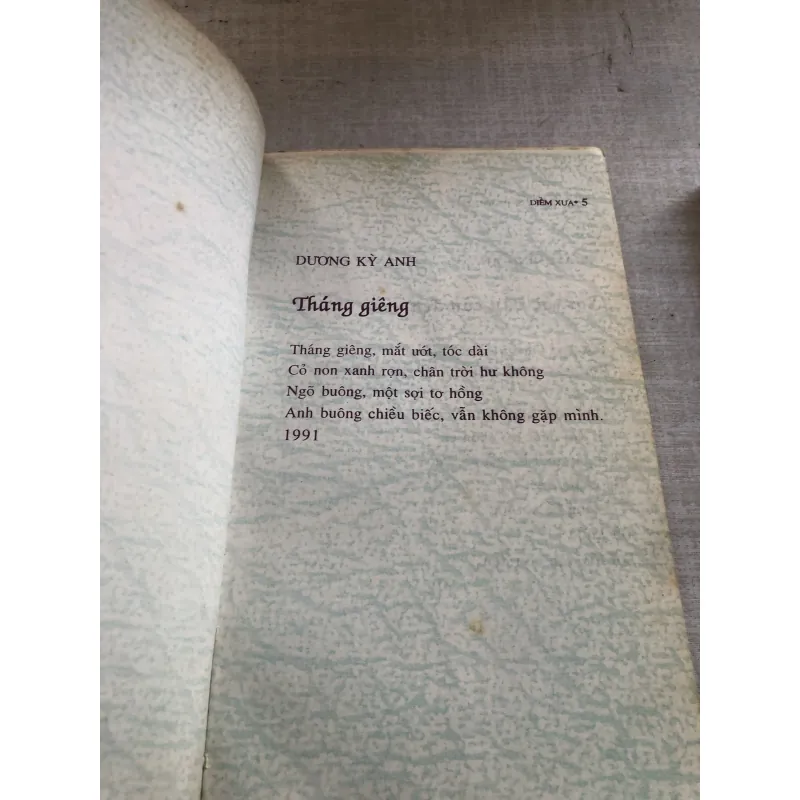 DIỄM XƯA • 5
DƯƠNG KỲ ANH
Tháng giêng
Tháng giêng, mắt ướt, tóc dài
Cỏ non xanh rợn, chân trời hư không
Ngõ buông, một sợi tơ hồng
Anh buông chiều biếc, vẫn không gặp mình.
1991